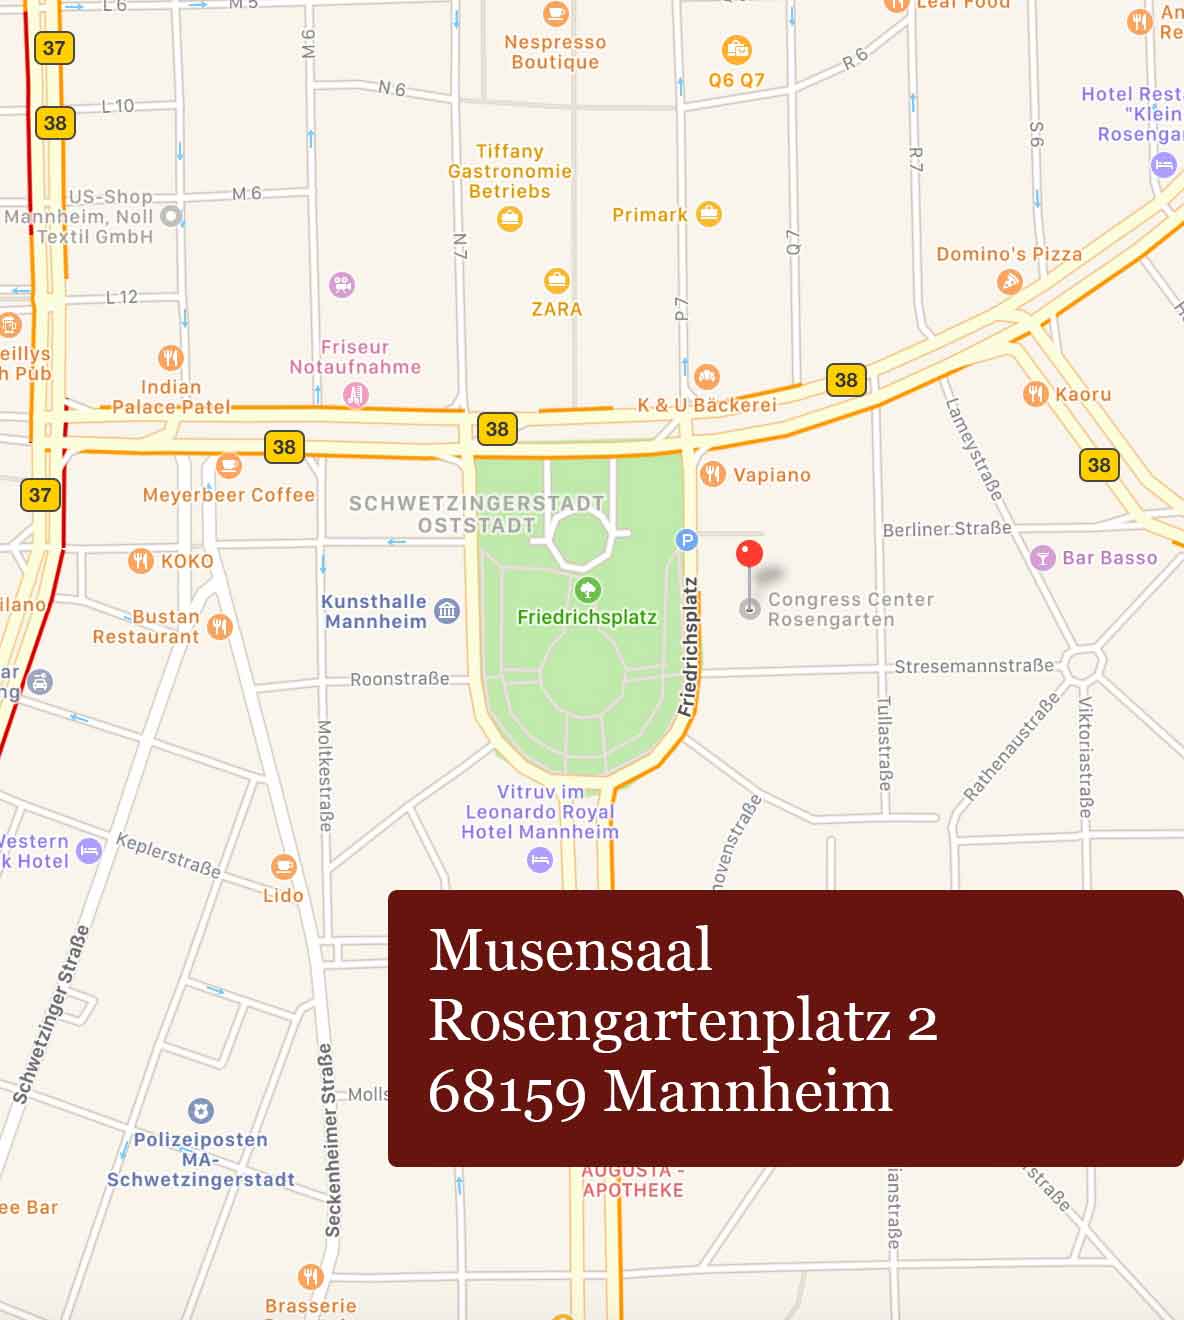 L 6
M 5
Leaf Food
37
M 6
Nespresso
Boutique
Q6 Q7
R 6
An
Re
38
L 10
N 6
Hotel Rest
"Klein
Rosengar
S 6
R 7
Tiffany
Gastronomie
Betriebs
US-Shop
Mannheim, Noll
Textil GmbH
M 6
Primark
N 7
Q 7
Domino's Pizza
L 12
ZARA
P 7
eillys
h Pub
Friseur
Notaufnahme
Indian
Palace Patel
38
K & U Bäckerei
Kaoru
38
38
Lameystraße
38
37
Meyerbeer Coffee
SCHWETZINGERSTADT
OSTSTADT
Vapiano
P
Berliner Straße
KOKO
Bar Basso
ilano
Bustan
Restaurant
Kunsthalle
Mannheim
Friedrichsplatz
Friedrichsplatz
Congress Center
Rosengarten
ar
ng
Roonstraße
Stresemannstraße
Moltkestraße
Tullastraße
Rathenaustraße
Viktoriastraße
Vitruv im
Leonardo Royal
Hotel Mannheim
Western
k Hotel
Keplerstraße
ovenstraße
Lido
Schwetzinger Straße
Musensaal
Rosengartenplatz 2
68159 Mannheim
Seckenheimer Straße
Molls
Polizeiposten
MA-
Schwetzingerstadt
AUGUSTA -
APOTHEKE
ianstraße
straße
ee Bar
Brasserie